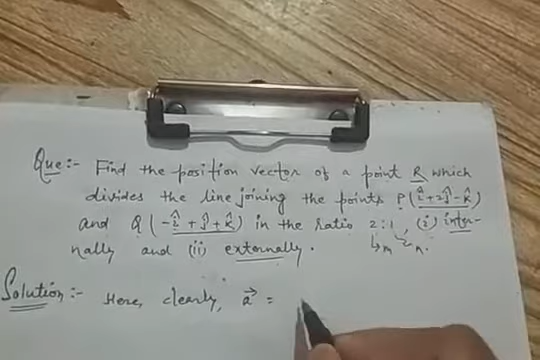 Que:- Find the position vector of a point R which
divides the line joining the points P(î+2ĵ-k̂)
and Q(-î+ĵ+k̂) in the ratio 2:1, (i) inter-
nally and (ii) externally. ↳m ↘n.
Solution:- Here, clearly, a⃗ =